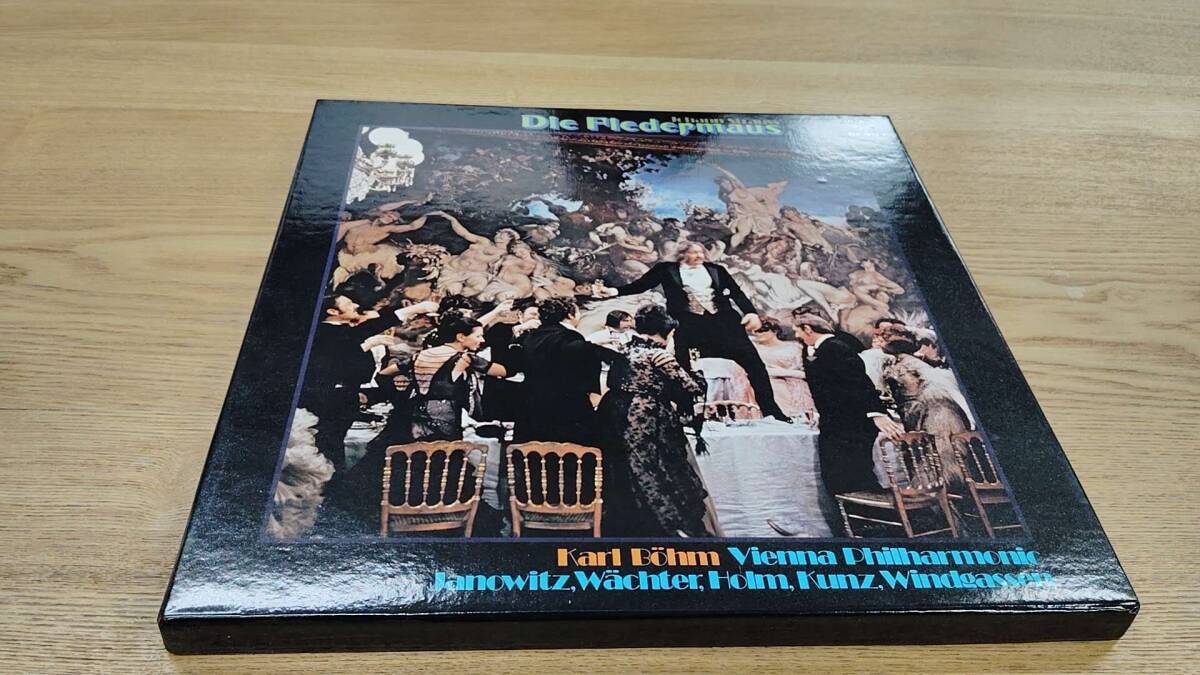 Johann Strauss
Die Fledermaus
Karl Böhm Vienna Philharmonic
Janowitz, Wächter, Holm, Kunz, Windgassen